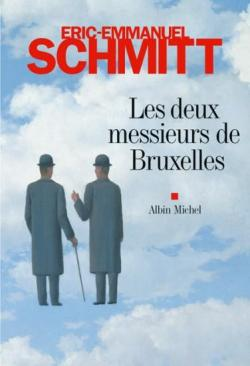 ERIC-EMMANUEL
SCHMITT
Les deux
messieurs de
Bruxelles
Albin Michel